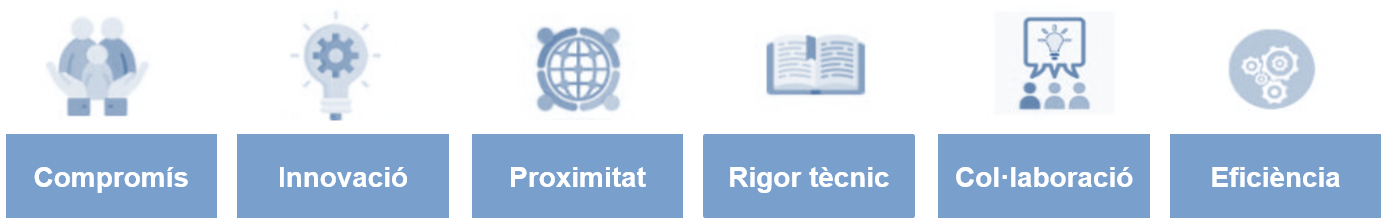 Compromís
Innovació
Proximitat
Rigor tècnic
Col·laboració
Eficiència